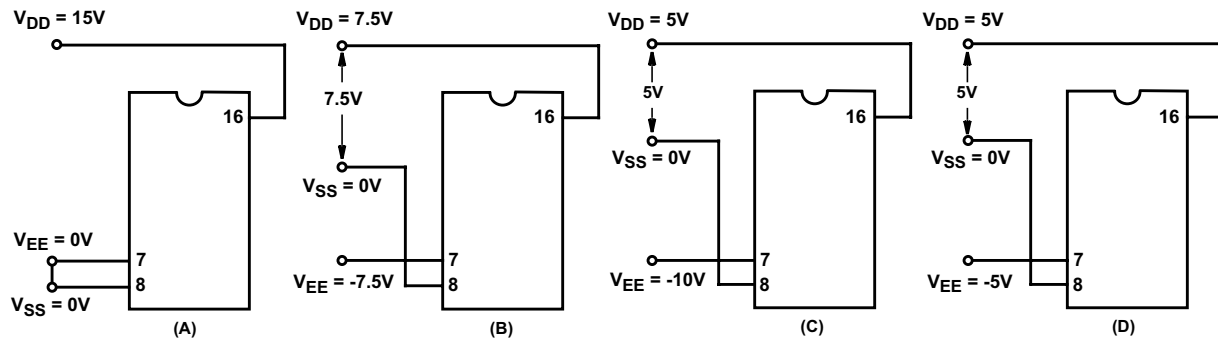 VDD = 15V
16
VEE = 0V
7
8
VSS = 0V
(A)
VDD = 7.5V
7.5V
16
VSS = 0V
7
VEE = -7.5V
8
(B)
VDD = 5V
5V
16
VSS = 0V
7
VEE = -10V
8
(C)
VDD = 5V
5V
16
VSS = 0V
7
VEE = -5V
8
(D)